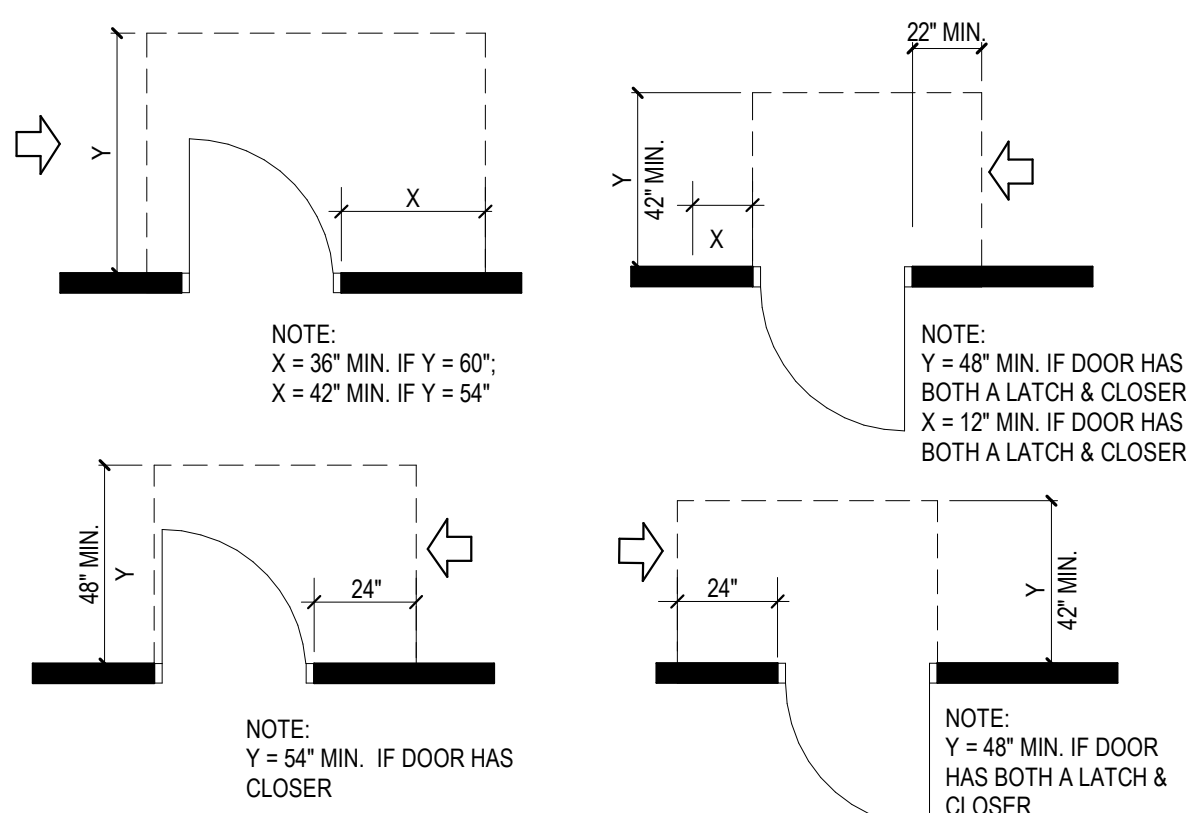 Y
X
NOTE:
X = 36" MIN. IF Y = 60";
X = 42" MIN. IF Y = 54"
22" MIN.
Y
42" MIN.
X
NOTE:
Y = 48" MIN. IF DOOR HAS
BOTH A LATCH & CLOSER
X = 12" MIN. IF DOOR HAS
BOTH A LATCH & CLOSER
48" MIN.
Y
24"
NOTE:
Y = 54" MIN. IF DOOR HAS
CLOSER
24"
Y
42" MIN.
NOTE:
Y = 48" MIN. IF DOOR
HAS BOTH A LATCH &
CLOSER